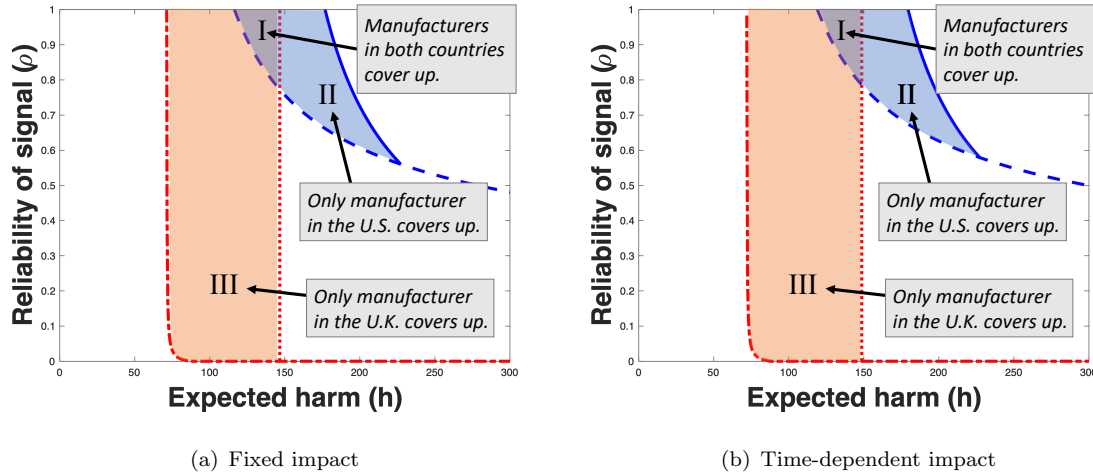 Reliability of signal (ρ)
1
0.9
0.8
0.7
0.6
0.5
0.4
0.3
0.2
0.1
0
I
II
III
Manufacturers
in both countries
cover up.
Only manufacturer
in the U.S. covers up.
Only manufacturer
in the U.K. covers up.
0 50 100 150 200 250 300
Expected harm (h)
(a) Fixed impact
Reliability of signal (ρ)
1
0.9
0.8
0.7
0.6
0.5
0.4
0.3
0.2
0.1
0
I
II
III
Manufacturers
in both countries
cover up.
Only manufacturer
in the U.S. covers up.
Only manufacturer
in the U.K. covers up.
0 50 100 150 200 250 300
Expected harm (h)
(b) Time-dependent impact